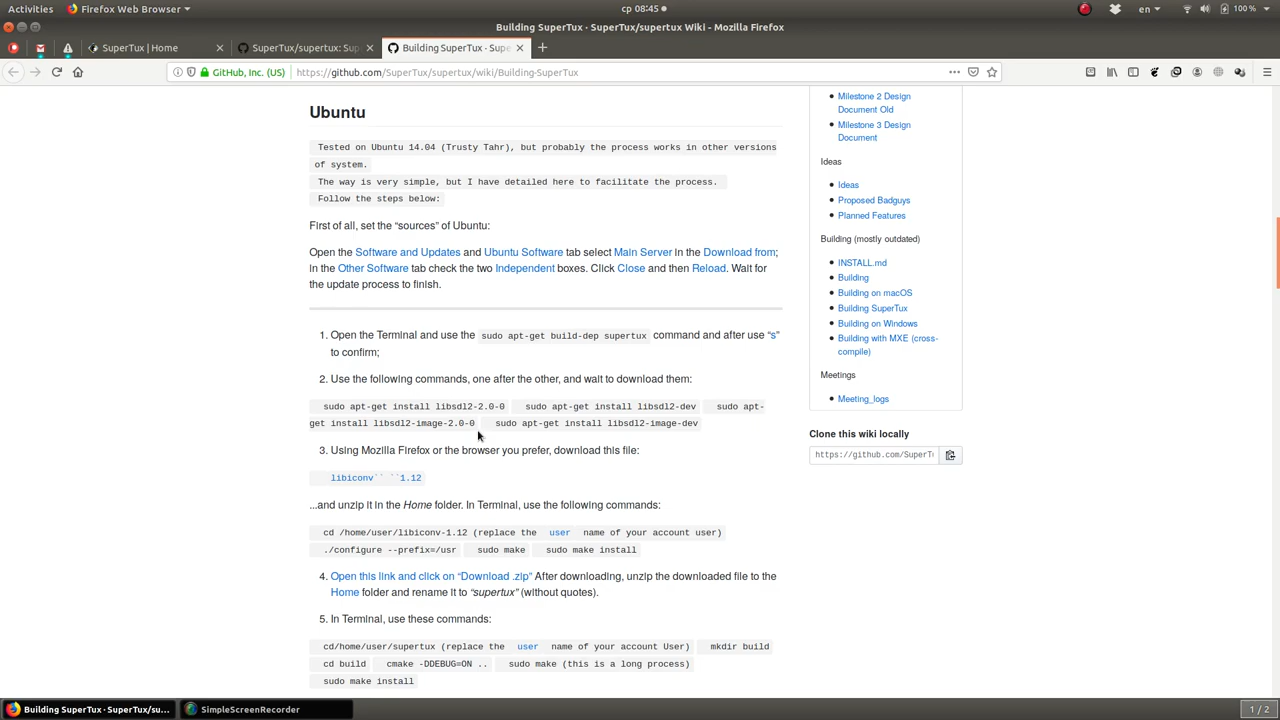 Activities Firefox Web Browser ср 08:45 en 100 %
Building SuperTux · SuperTux/supertux Wiki - Mozilla Firefox
SuperTux | Home SuperTux/supertux: Sup Building SuperTux · Supe
GitHub, Inc. (US) https://github.com/SuperTux/supertux/wiki/Building-SuperTux
Ubuntu
Tested on Ubuntu 14.04 (Trusty Tahr), but probably the process works in other versions
of system.
The way is very simple, but I have detailed here to facilitate the process.
Follow the steps below:
First of all, set the “sources” of Ubuntu:
Open the Software and Updates and Ubuntu Software tab select Main Server in the Download from;
in the Other Software tab check the two Independent boxes. Click Close and then Reload. Wait for
the update process to finish.
1. Open the Terminal and use the sudo apt-get build-dep supertux command and after use “s”
to confirm;
2. Use the following commands, one after the other, and wait to download them:
sudo apt-get install libsdl2-2.0-0 sudo apt-get install libsdl2-dev sudo apt-
get install libsdl2-image-2.0-0 sudo apt-get install libsdl2-image-dev
3. Using Mozilla Firefox or the browser you prefer, download this file:
libiconv`` ``1.12
...and unzip it in the Home folder. In Terminal, use the following commands:
cd /home/user/libiconv-1.12 (replace the user name of your account user)
./configure --prefix=/usr sudo make sudo make install
4. Open this link and click on “Download .zip” After downloading, unzip the downloaded file to the
Home folder and rename it to “supertux” (without quotes).
5. In Terminal, use these commands:
cd/home/user/supertux (replace the user name of your account User) mkdir build
cd build cmake -DDEBUG=ON .. sudo make (this is a long process)
sudo make install
Milestone 2 Design
Document Old
Milestone 3 Design
Document
Ideas
Ideas
Proposed Badguys
Planned Features
Building (mostly outdated)
INSTALL.md
Building
Building on macOS
Building SuperTux
Building on Windows
Building with MXE (cross-
compile)
Meetings
Meeting_logs
Clone this wiki locally
https://github.com/SuperT
Building SuperTux · SuperTux/su... SimpleScreenRecorder 1 / 2